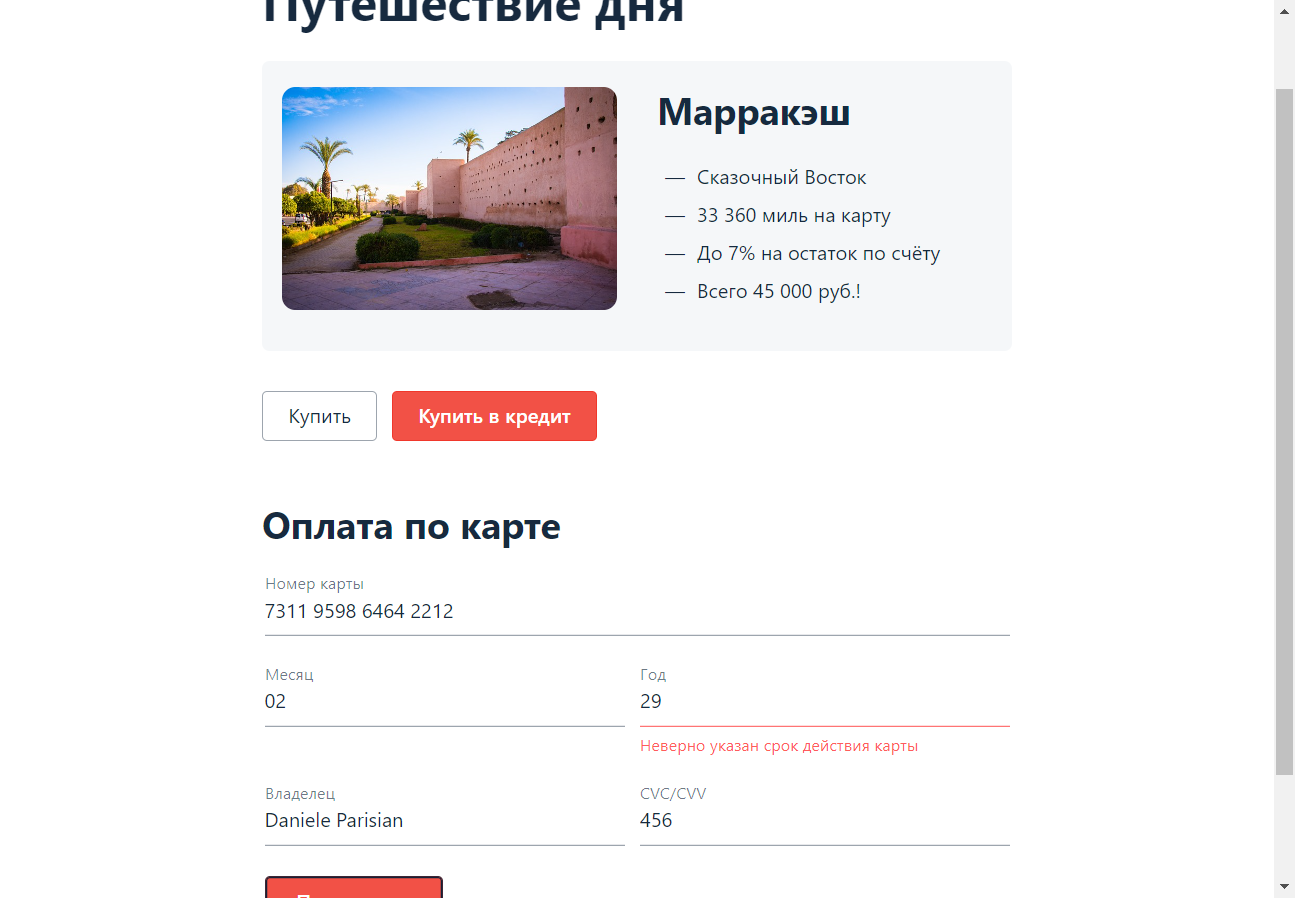 Путешествие дня
Марракэш
— Сказочный Восток
— 33 360 миль на карту
— До 7% на остаток по счёту
— Всего 45 000 руб.!
Купить
Купить в кредит
Оплата по карте
Номер карты
7311 9598 6464 2212
Месяц
Год
02
29
Неверно указан срок действия карты
Владелец
CVC/CVV
Daniele Parisian
456